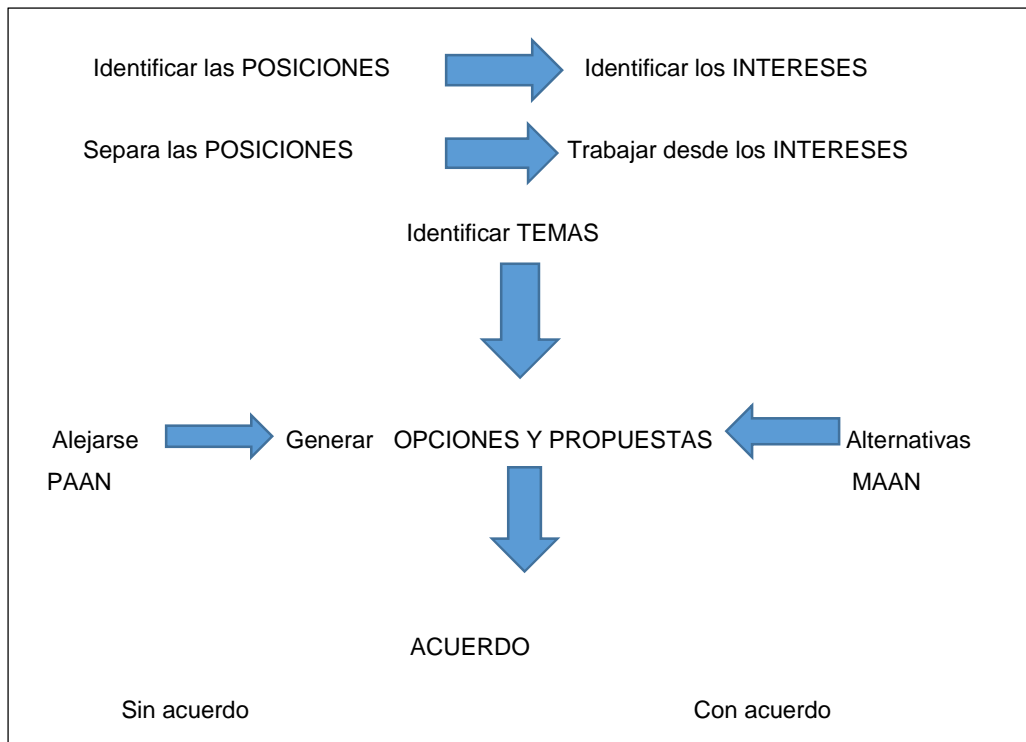 Identificar las POSICIONES Identificar los INTERESES
Separa las POSICIONES Trabajar desde los INTERESES
Identificar TEMAS
Alejarse Generar OPCIONES Y PROPUESTAS Alternativas
PAAN MAAN
ACUERDO
Sin acuerdo Con acuerdo